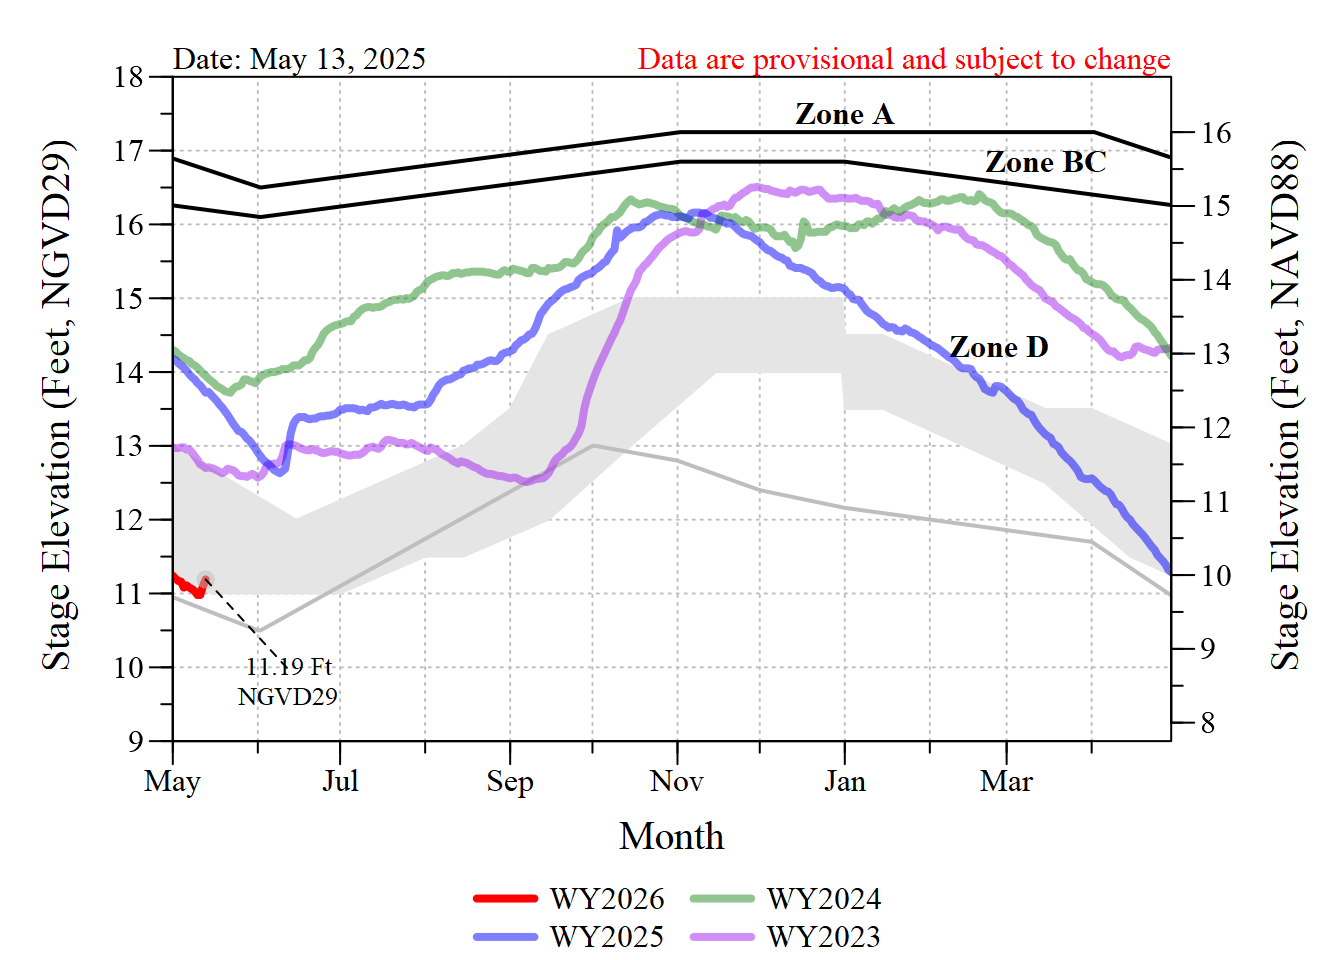 Date: May 13, 2025
Data are provisional and subject to change
18
17
16
15
14
13
12
11
10
9
Stage Elevation (Feet, NGVD29)
16
15
14
13
12
11
10
9
8
Stage Elevation (Feet, NAVD88)
Zone A
Zone BC
Zone D
11.19 Ft
NGVD29
May Jul Sep Nov Jan Mar
Month
WY2026 WY2024
WY2025 WY2023